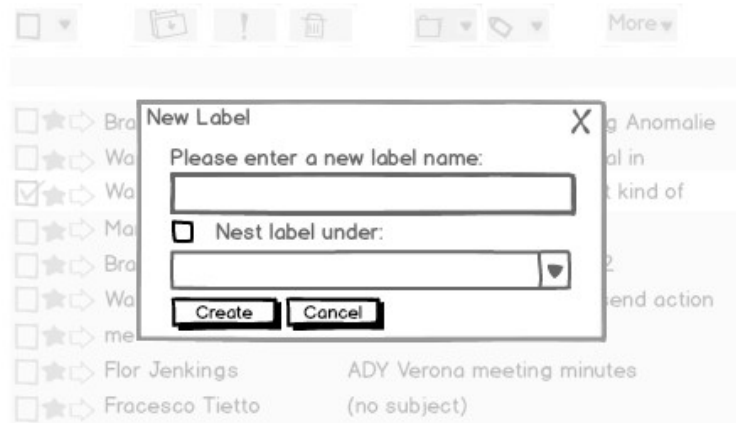 More
Bra g Anomalie
New Label X
Wa al in
Please enter a new label name:
Wa t kind of
Ma
Nest label under:
Bra 2
Wa send action
Create Cancel
me
Flor Jenkings ADY Verona meeting minutes
Fracesco Tietto (no subject)